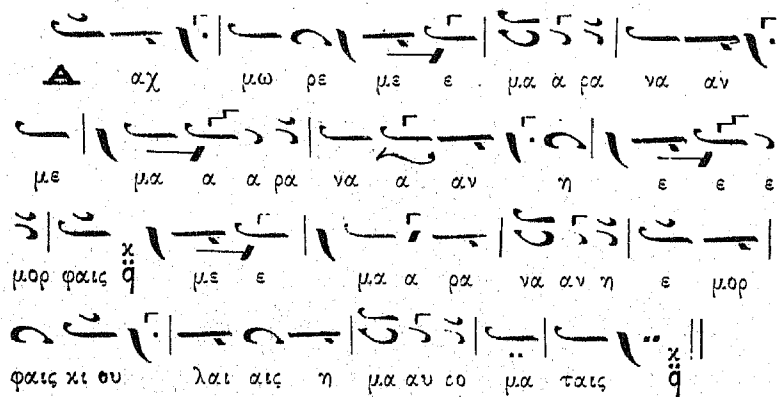 Α αχ μω ρε με ε μα α ρα να αν
με μα α α ρα να α αν η ε ε ε
μορ φαις με ε μα α ρα να αν η ε μορ
φαις κι ου λαι αις η μα αυ ρο μα ταις